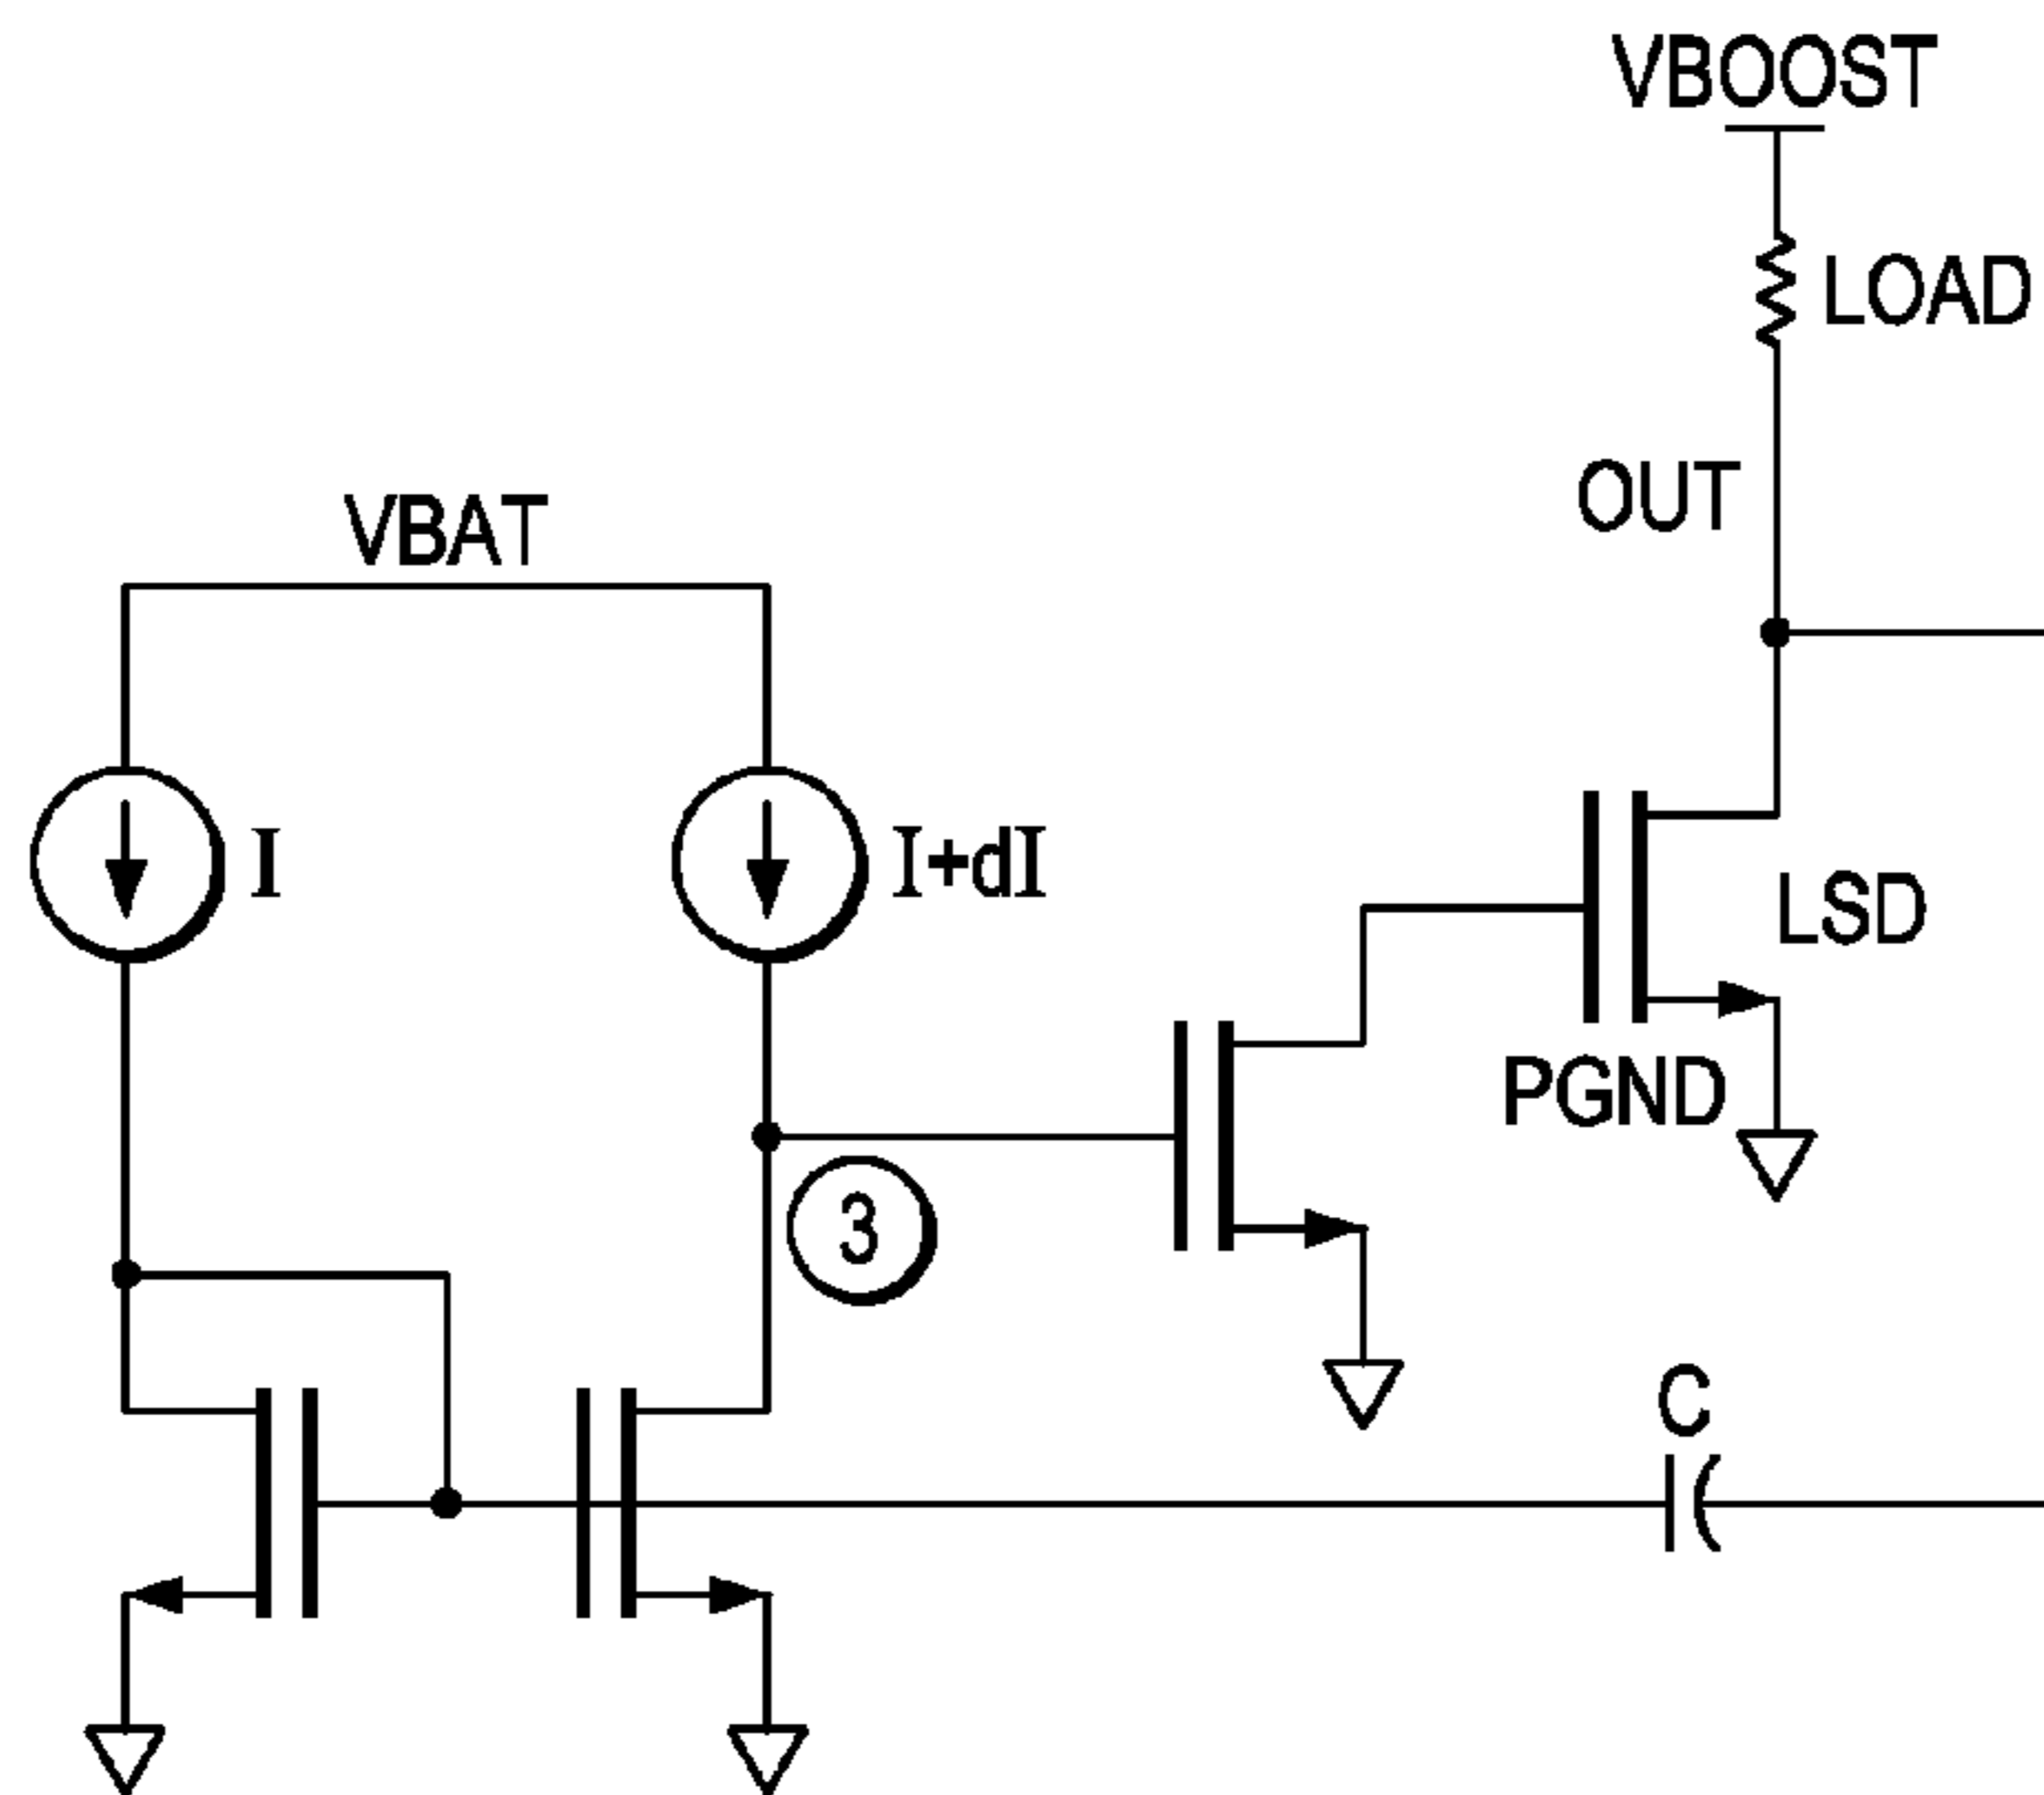 VBOOST
LOAD
OUT
VBAT
I
I+dI
LSD
PGND
3
C